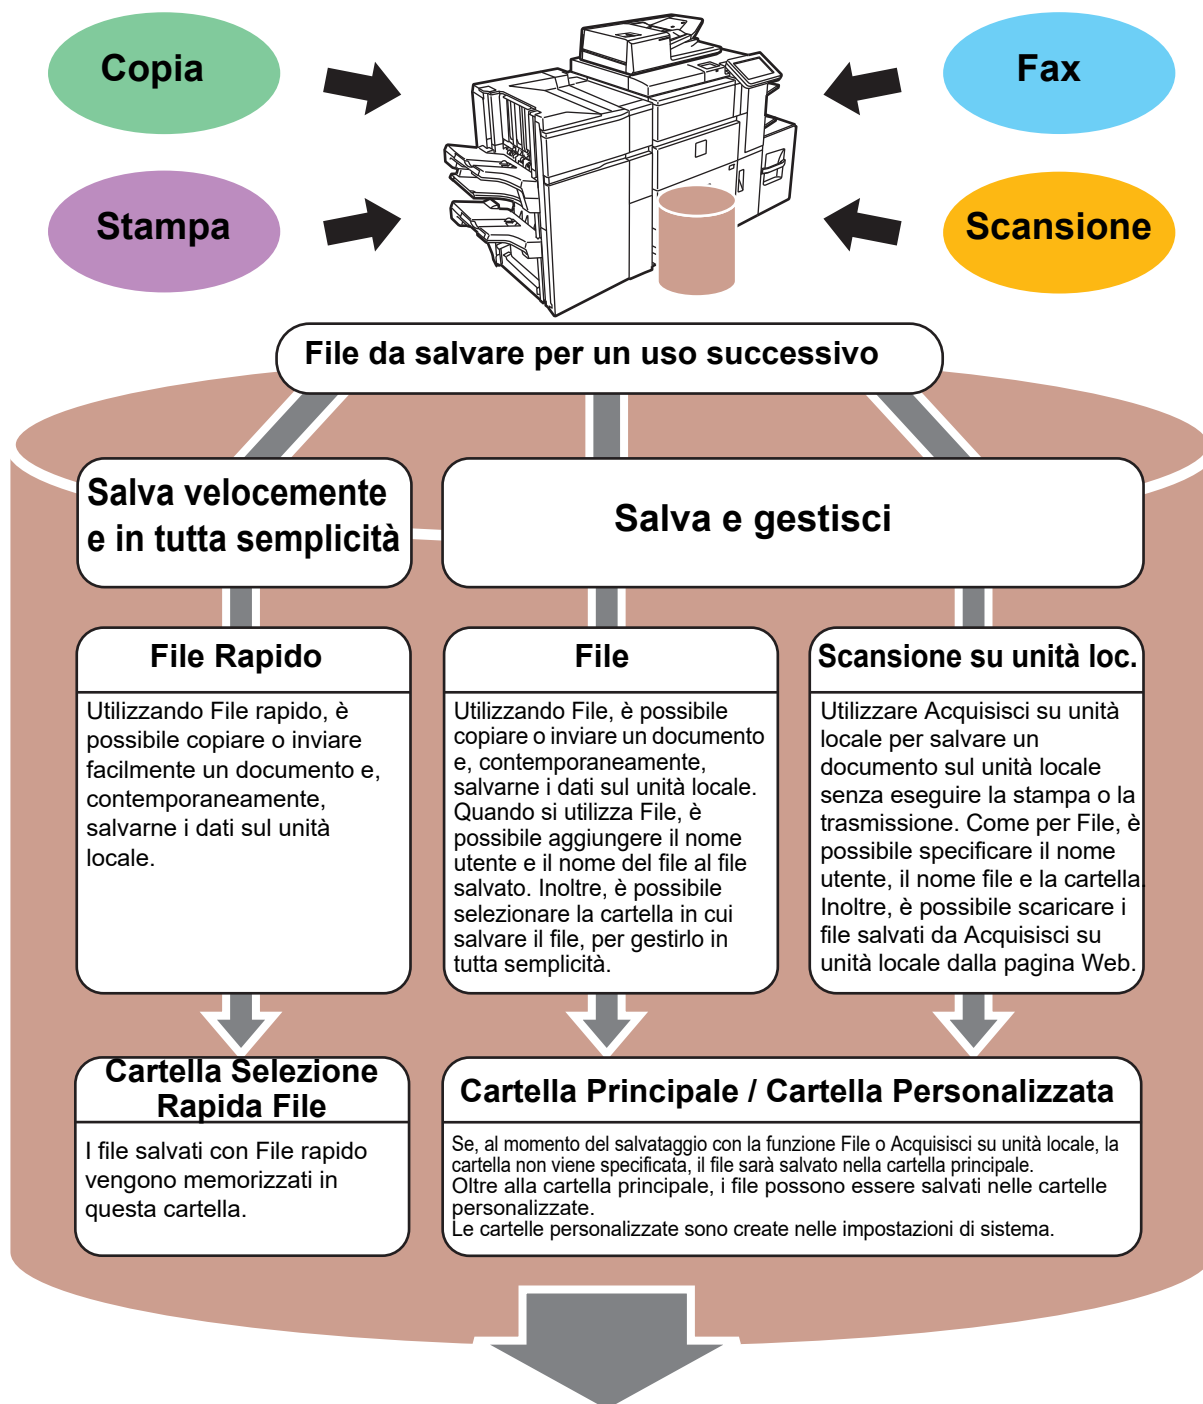 Copia
Fax
Stampa
Scansione
File da salvare per un uso successivo
Salva velocemente
e in tutta semplicità
Salva e gestisci
File Rapido
Utilizzando File rapido, è
possibile copiare o inviare
facilmente un documento e,
contemporaneamente,
salvarne i dati sul unità
locale.
File
Utilizzando File, è possibile
copiare o inviare un documento
e, contemporaneamente,
salvarne i dati sul unità locale.
Quando si utilizza File, è
possibile aggiungere il nome
utente e il nome del file al file
salvato. Inoltre, è possibile
selezionare la cartella in cui
salvare il file, per gestirlo in
tutta semplicità.
Scansione su unità loc.
Utilizzare Acquisisci su unità
locale per salvare un
documento sul unità locale
senza eseguire la stampa o la
trasmissione. Come per File, è
possibile specificare il nome
utente, il nome file e la cartella.
Inoltre, è possibile scaricare i
file salvati da Acquisisci su
unità locale dalla pagina Web.
Cartella Selezione
Rapida File
I file salvati con File rapido
vengono memorizzati in
questa cartella.
Cartella Principale / Cartella Personalizzata
Se, al momento del salvataggio con la funzione File o Acquisisci su unità locale, la
cartella non viene specificata, il file sarà salvato nella cartella principale.
Oltre alla cartella principale, i file possono essere salvati nelle cartelle
personalizzate.
Le cartelle personalizzate sono create nelle impostazioni di sistema.